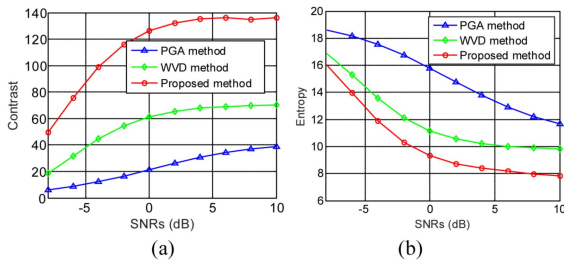 140
120
100
80
60
40
20
0
Contrast
PGA method
WVD method
Proposed method
-5 0 5 10
SNRs (dB)
(a)
20
18
16
14
12
10
8
6
Entropy
PGA method
WVD method
Proposed method
-5 0 5 10
SNRs (dB)
(b)